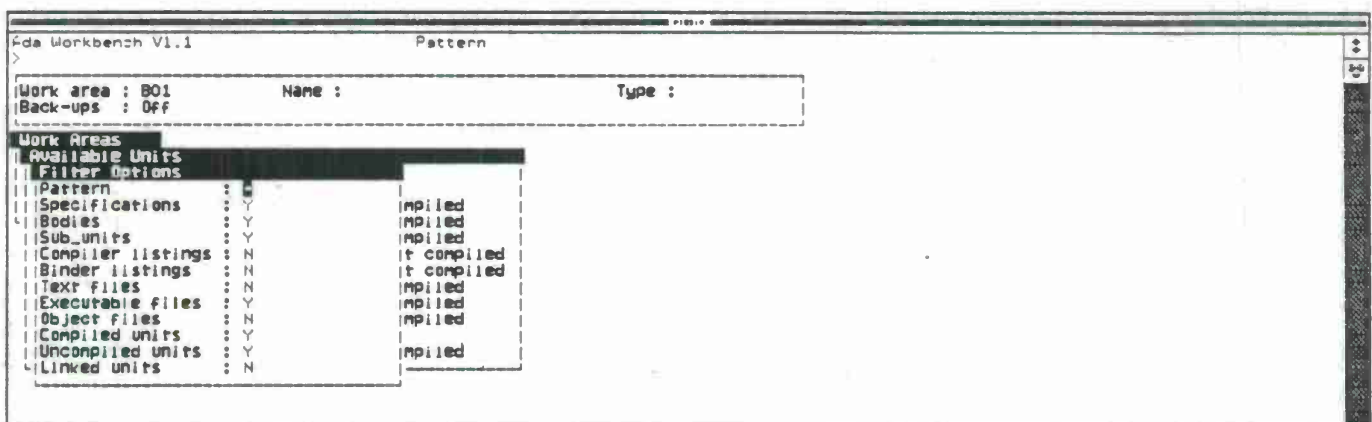 Ada Workbench V1.1 Pattern
>
Work area : B01 Name : Type :
Back-ups : Off
Work Areas
Available Units
Filter Options
Pattern :
Specifications : Y mpiled
Bodies : Y mpiled
Sub_units : Y mpiled
Compiler listings : N t compiled
Binder listings : N t compiled
Text files : N mpiled
Executable files : Y mpiled
Object files : N mpiled
Compiled units : Y
Uncompiled units : Y mpiled
Linked units : N